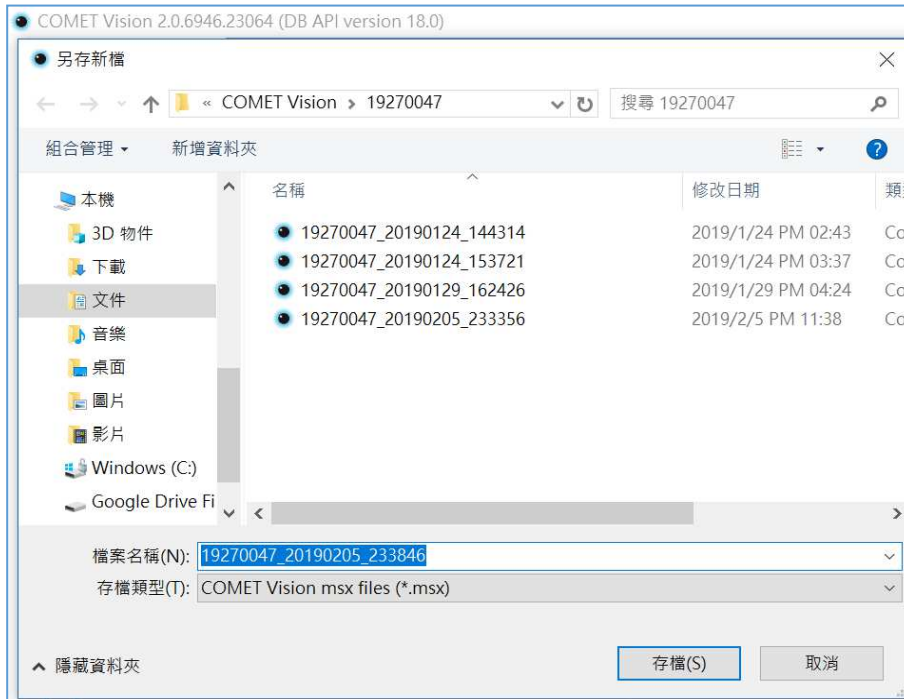 COMET Vision 2.0.6946.23064 (DB API version 18.0)
另存新檔
« COMET Vision › 19270047
搜尋 19270047
組合管理
新增資料夾
名稱
修改日期
本機
3D 物件
下載
文件
音樂
桌面
圖片
影片
Windows (C:)
Google Drive Fi
19270047_20190124_144314 2019/1/24 PM 02:43 Co
19270047_20190124_153721 2019/1/24 PM 03:37 Co
19270047_20190129_162426 2019/1/29 PM 04:24 Co
19270047_20190205_233356 2019/2/5 PM 11:38 Co
檔案名稱(N): 19270047_20190205_233846
存檔類型(T): COMET Vision msx files (*.msx)
隱藏資料夾
存檔(S)
取消